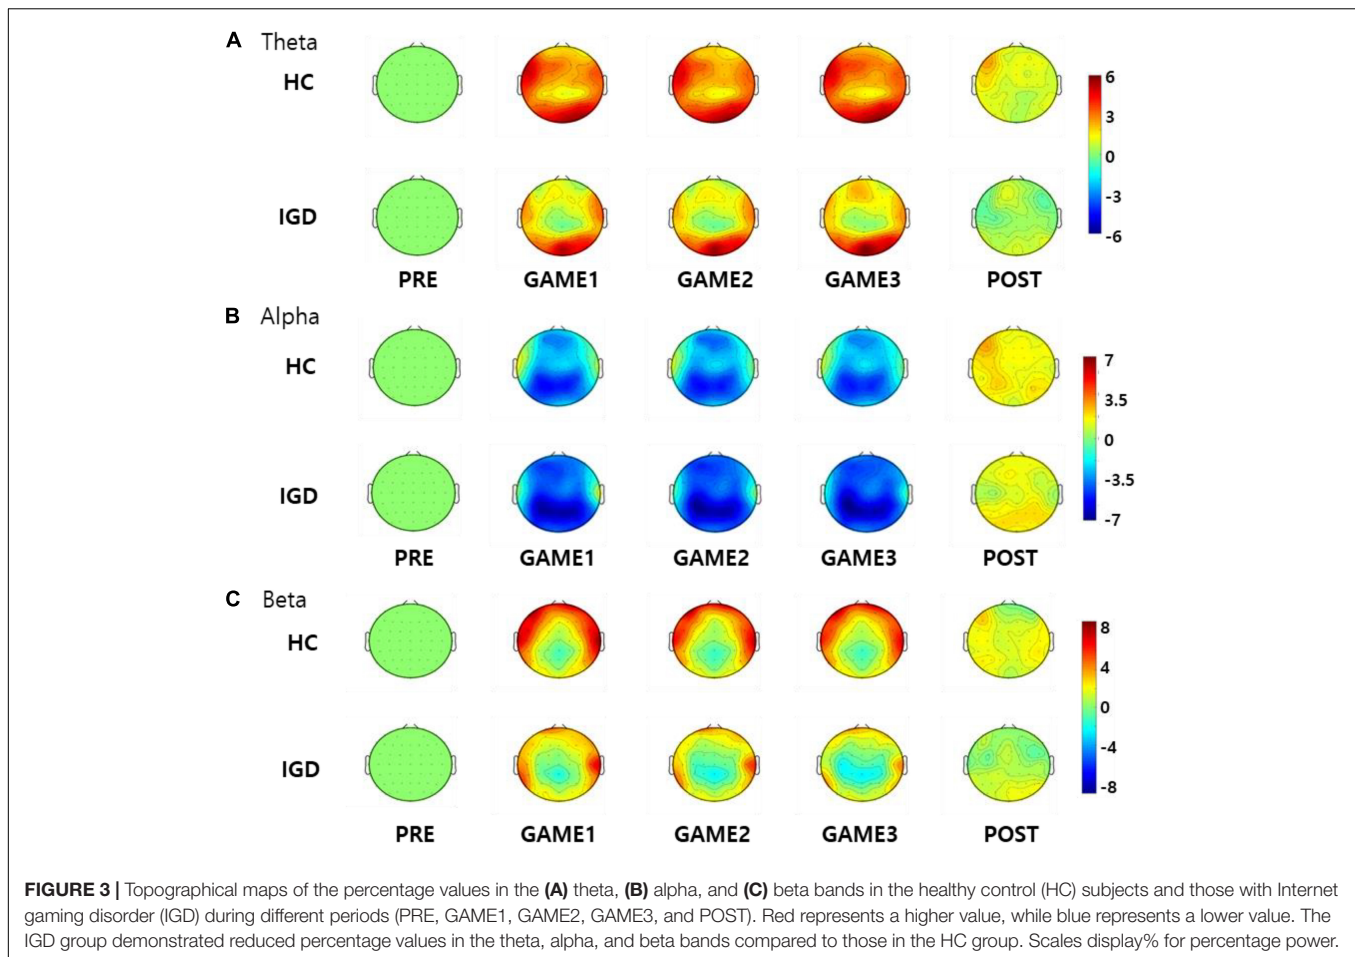 A Theta
HC
6
3
0
-3
-6
IGD
PRE GAME1 GAME2 GAME3 POST
B Alpha
HC
7
3.5
0
-3.5
-7
IGD
PRE GAME1 GAME2 GAME3 POST
C Beta
HC
8
4
0
-4
-8
IGD
PRE GAME1 GAME2 GAME3 POST
FIGURE 3 | Topographical maps of the percentage values in the (A) theta, (B) alpha, and (C) beta bands in the healthy control (HC) subjects and those with Internet
gaming disorder (IGD) during different periods (PRE, GAME1, GAME2, GAME3, and POST). Red represents a higher value, while blue represents a lower value. The
IGD group demonstrated reduced percentage values in the theta, alpha, and beta bands compared to those in the HC group. Scales display% for percentage power.